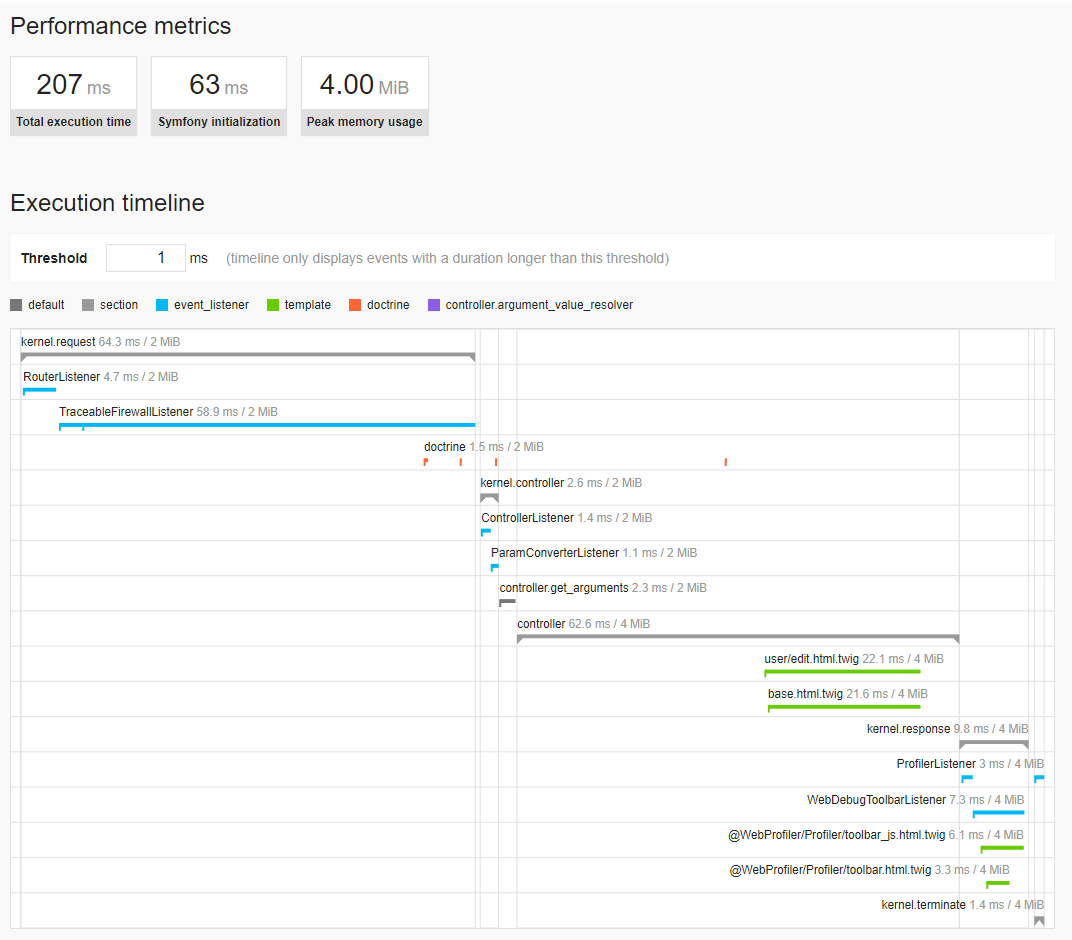 Performance metrics
207 ms 63 ms 4.00 MiB
Total execution time Symfony initialization Peak memory usage
Execution timeline
Threshold 1 ms (timeline only displays events with a duration longer than this threshold)
default section event_listener template doctrine controller.argument_value_resolver
kernel.request 64.3 ms / 2 MiB
RouterListener 4.7 ms / 2 MiB
TraceableFirewallListener 58.9 ms / 2 MiB
doctrine 1.5 ms / 2 MiB
kernel.controller 2.6 ms / 2 MiB
ControllerListener 1.4 ms / 2 MiB
ParamConverterListener 1.1 ms / 2 MiB
controller.get_arguments 2.3 ms / 2 MiB
controller 62.6 ms / 4 MiB
user/edit.html.twig 22.1 ms / 4 MiB
base.html.twig 21.6 ms / 4 MiB
kernel.response 9.8 ms / 4 MiB
ProfilerListener 3 ms / 4 MiB
WebDebugToolbarListener 7.3 ms / 4 MiB
@WebProfiler/Profiler/toolbar_js.html.twig 6.1 ms / 4 MiB
@WebProfiler/Profiler/toolbar.html.twig 3.3 ms / 4 MiB
kernel.terminate 1.4 ms / 4 MiB